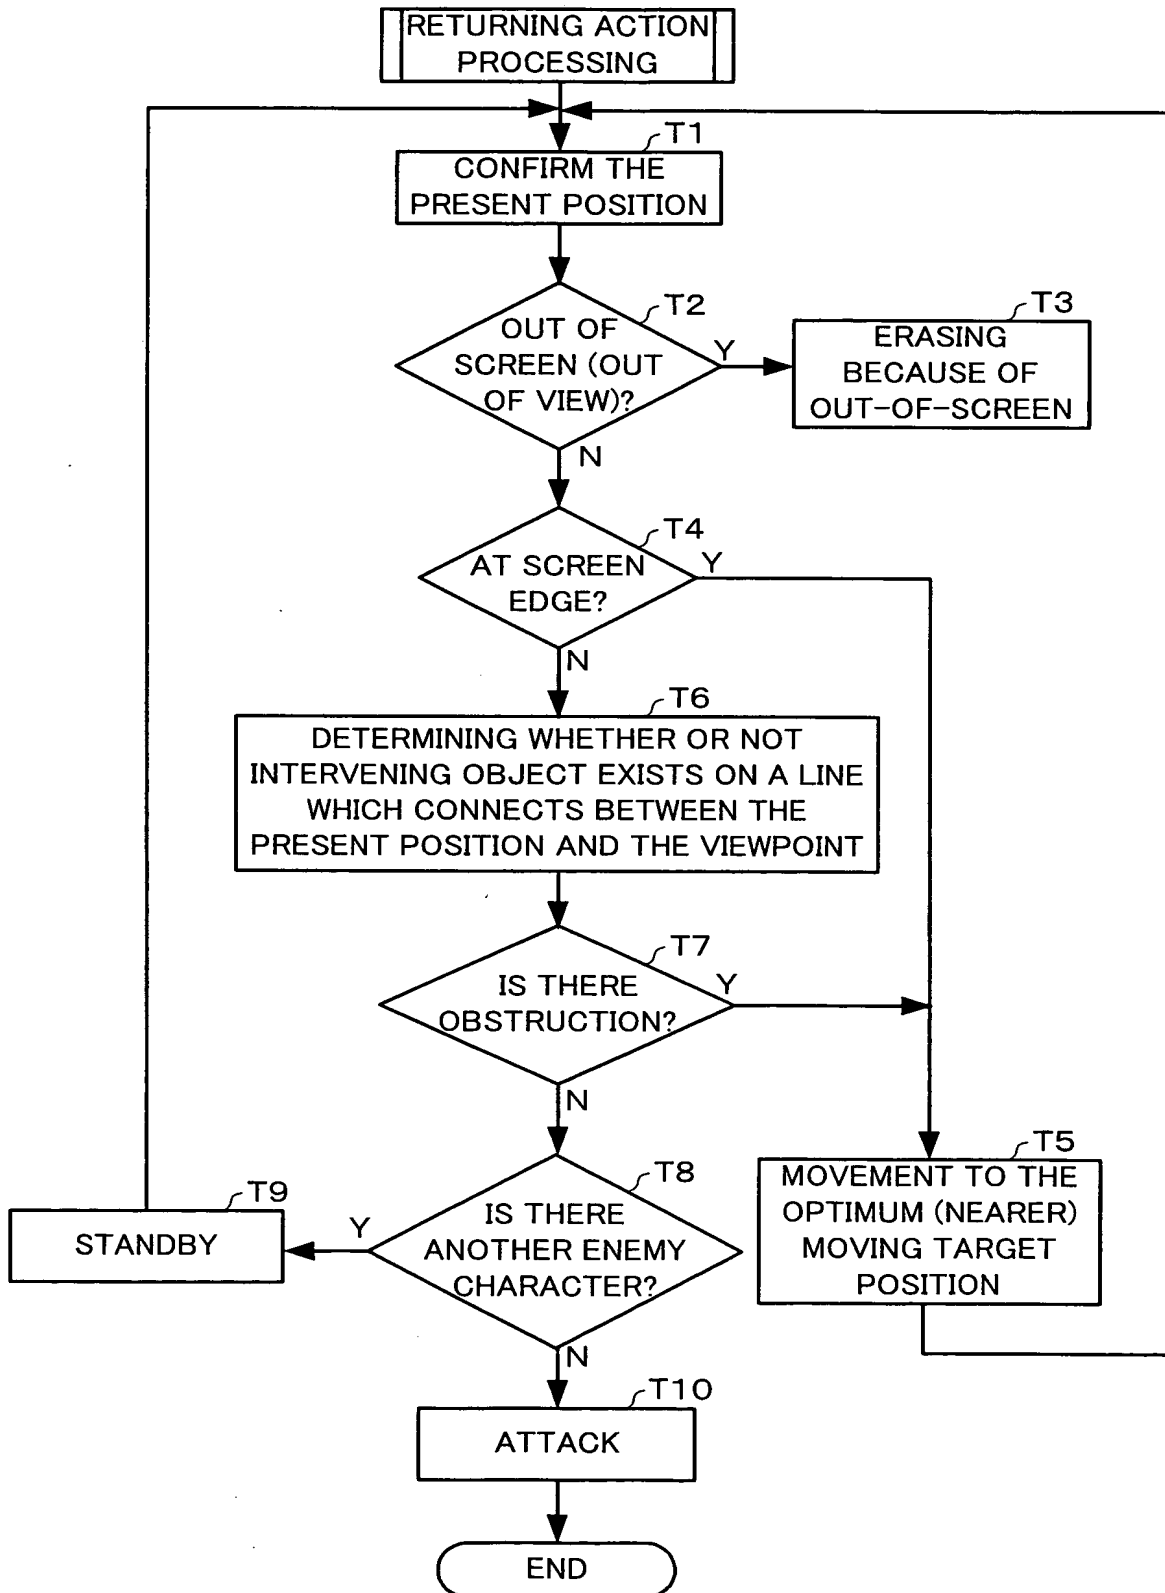 RETURNING ACTION
PROCESSING
T1
CONFIRM THE
PRESENT POSITION
T2
OUT OF
SCREEN (OUT
OF VIEW)?
Y
N
T3
ERASING
BECAUSE OF
OUT-OF-SCREEN
T4
AT SCREEN
EDGE?
Y
N
T6
DETERMINING WHETHER OR NOT
INTERVENING OBJECT EXISTS ON A LINE
WHICH CONNECTS BETWEEN THE
PRESENT POSITION AND THE VIEWPOINT
T7
IS THERE
OBSTRUCTION?
Y
N
T5
MOVEMENT TO THE
OPTIMUM (NEARER)
MOVING TARGET
POSITION
T8
IS THERE
ANOTHER ENEMY
CHARACTER?
Y
N
T9
STANDBY
T10
ATTACK
END